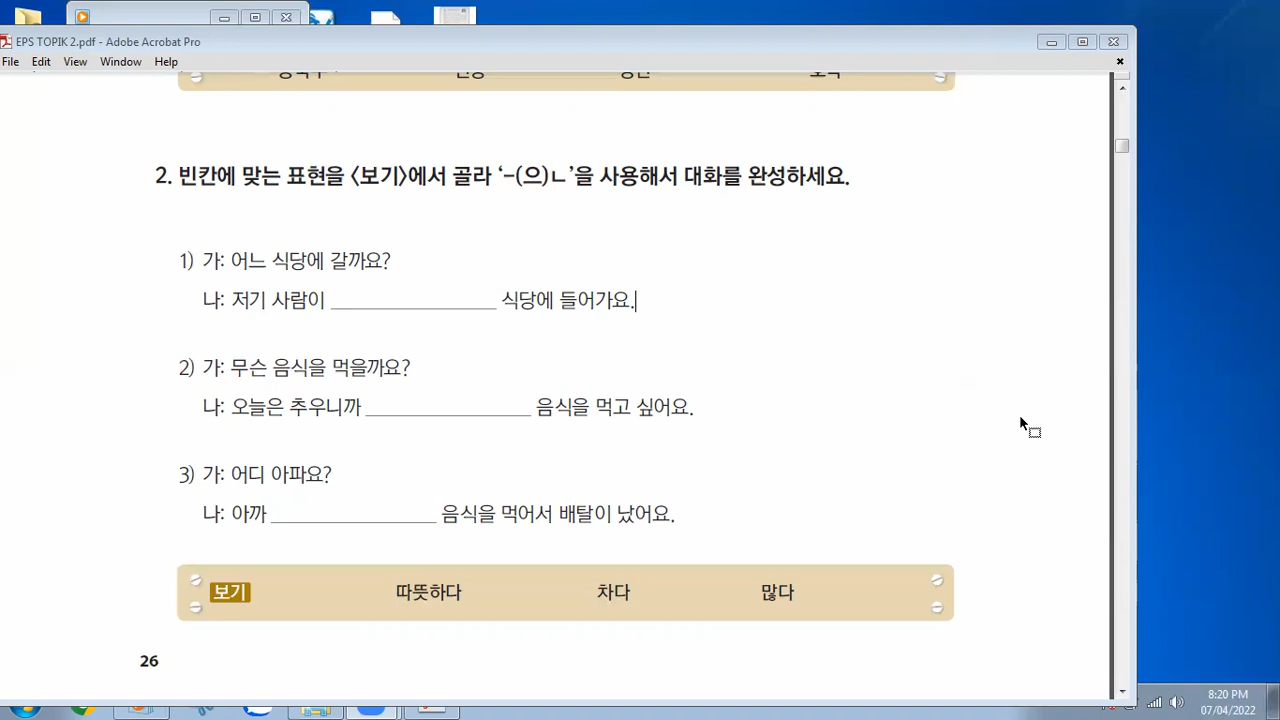 EPS TOPIK 2.pdf - Adobe Acrobat Pro
File Edit View Window Help
2. 빈칸에 맞는 표현을 〈보기〉에서 골라 ‘-(으)ㄴ’을 사용해서 대화를 완성하세요.
1) 가: 어느 식당에 갈까요?
나: 저기 사람이 ________________ 식당에 들어가요.
2) 가: 무슨 음식을 먹을까요?
나: 오늘은 추우니까 ________________ 음식을 먹고 싶어요.
3) 가: 어디 아파요?
나: 아까 ________________ 음식을 먹어서 배탈이 났어요.
보기 따뜻하다 차다 많다
26
8:20 PM
07/04/2022